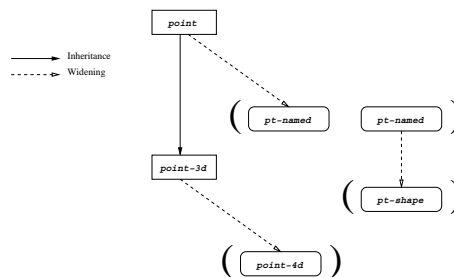 point
Inheritance
Widening
( pt-named ) ( pt-named )
point-3d
( pt-shape )
( point-4d )